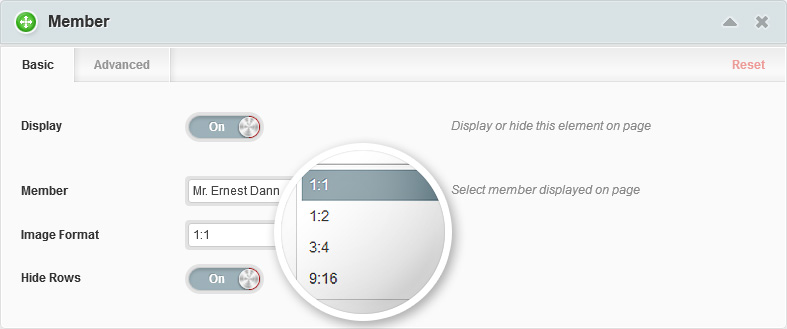 Member
Basic Advanced Reset
Display On Display or hide this element on page
Member Mr. Ernest Dann Select member displayed on page
Image Format 1:1
Hide Rows On
1:1
1:2
3:4
9:16